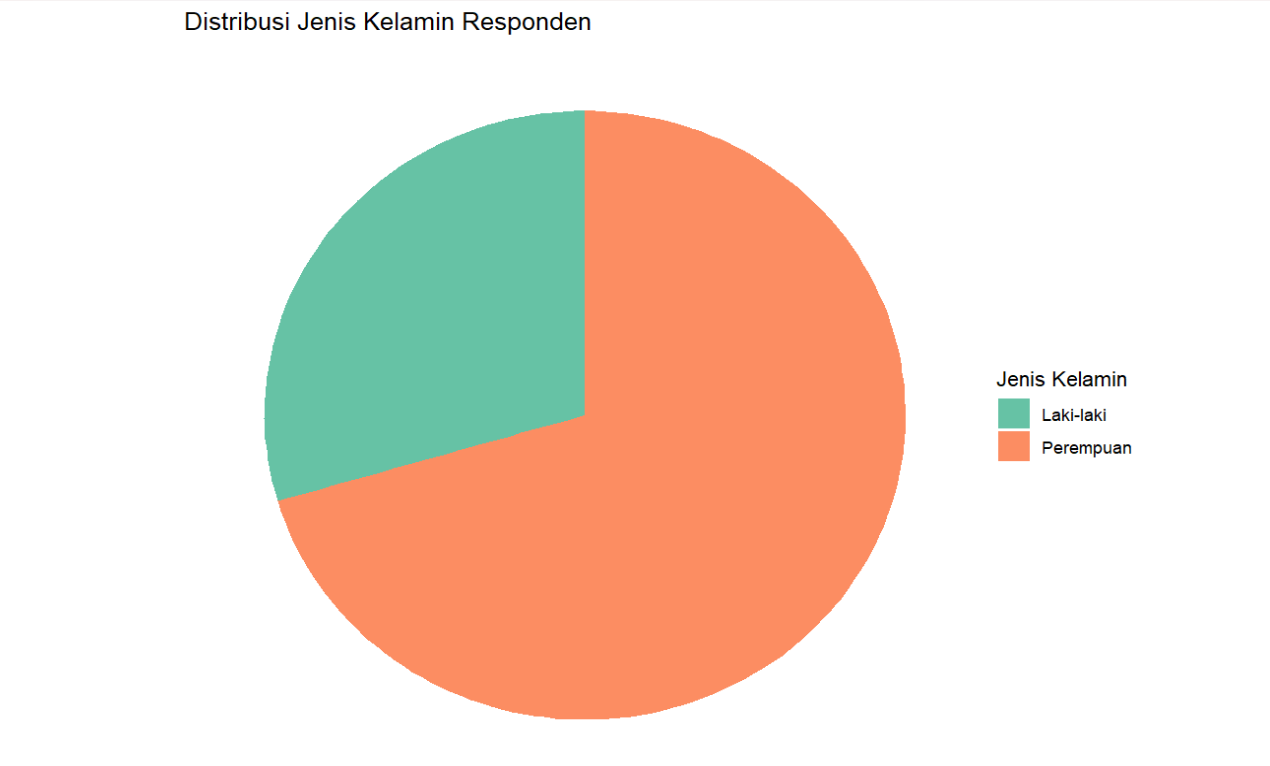 Distribusi Jenis Kelamin Responden
Jenis Kelamin
Laki-laki
Perempuan